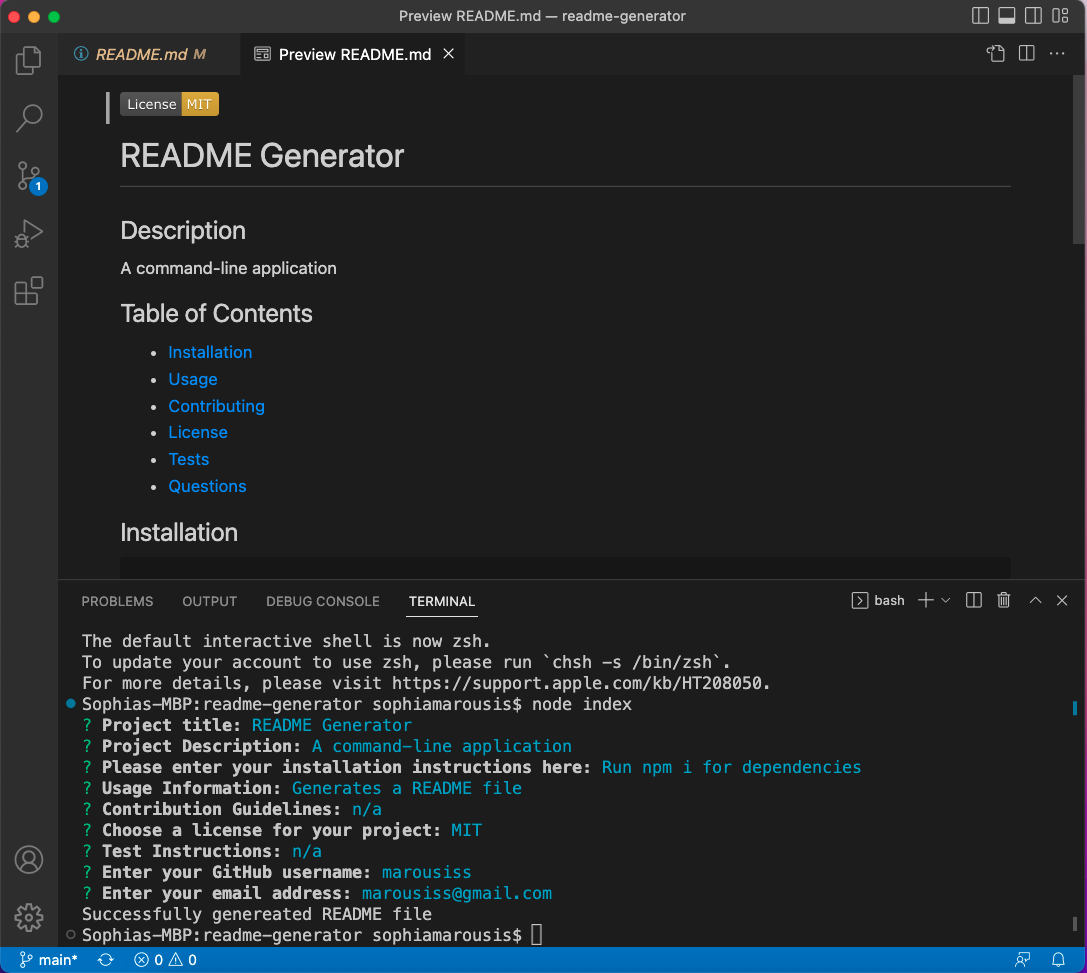 Preview README.md — readme-generator
README.md M
Preview README.md
License MIT
README Generator
Description
A command-line application
Table of Contents
Installation
Usage
Contributing
License
Tests
Questions
Installation
1
PROBLEMS OUTPUT DEBUG CONSOLE TERMINAL bash
The default interactive shell is now zsh.
To update your account to use zsh, please run `chsh -s /bin/zsh`.
For more details, please visit https://support.apple.com/kb/HT208050.
Sophias-MBP:readme-generator sophiamarousis$ node index
? Project title: README Generator
? Project Description: A command-line application
? Please enter your installation instructions here: Run npm i for dependencies
? Usage Information: Generates a README file
? Contribution Guidelines: n/a
? Choose a license for your project: MIT
? Test Instructions: n/a
? Enter your GitHub username: marousiss
? Enter your email address: marousiss@gmail.com
Successfully genereated README file
Sophias-MBP:readme-generator sophiamarousis$
main* 0 0